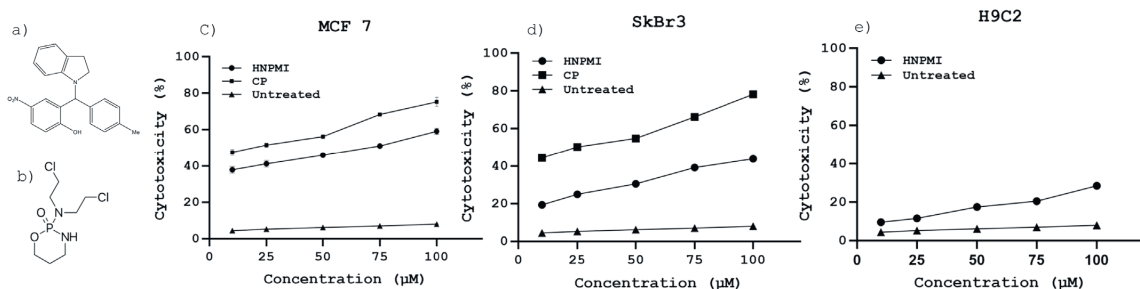 a)
N
O₂N
OH
Me
b)
Cl
Cl
O
N
P
O
NH
c)
MCF 7
HNPMI
CP
Untreated
Cytotoxicity (%)
100
80
60
40
20
0
0 25 50 75 100
Concentration (µM)
d)
SkBr3
HNPMI
CP
Untreated
Cytotoxicity (%)
100
80
60
40
20
0
0 25 50 75 100
Concentration (µM)
e)
H9C2
HNPMI
Untreated
Cytotoxicity (%)
100
80
60
40
20
0
0 25 50 75 100
Concentration (µM)